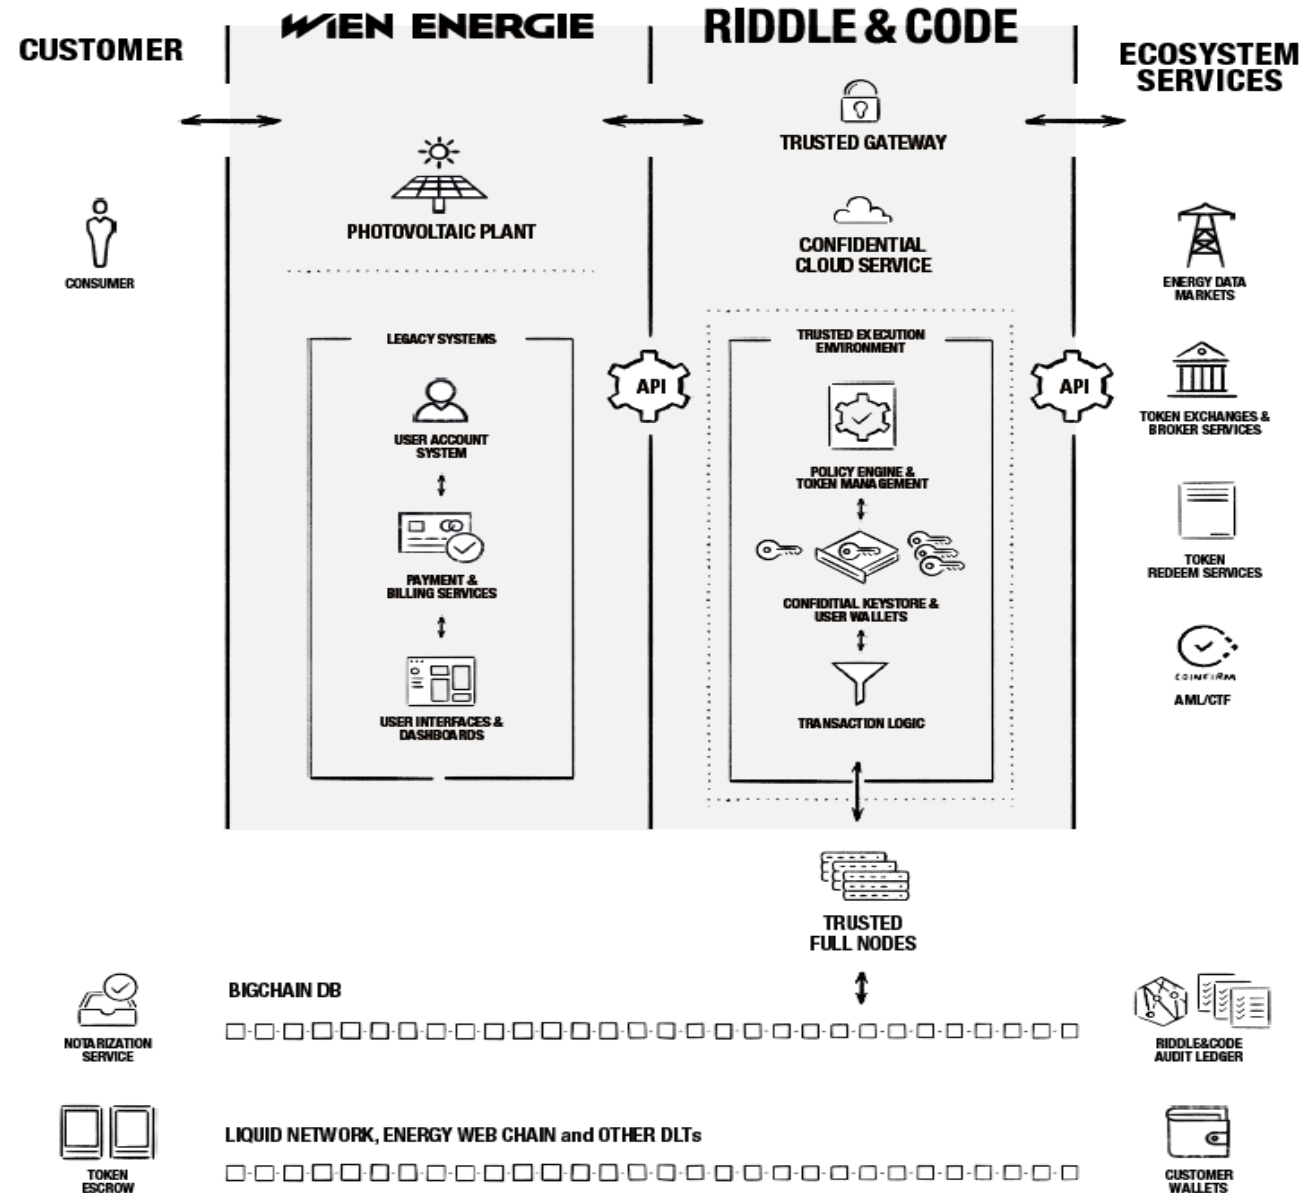 CUSTOMER
WIEN ENERGIE
RIDDLE & CODE
ECOSYSTEM
SERVICES
TRUSTED GATEWAY
PHOTOVOLTAIC PLANT
CONFIDENTIAL
CLOUD SERVICE
CONSUMER
ENERGY DATA
MARKETS
LEGACY SYSTEMS
TRUSTED EXECUTION
ENVIRONMENT
API
API
USER ACCOUNT
SYSTEM
POLICY ENGINE &
TOKEN MANAGEMENT
TOKEN EXCHANGES &
BROKER SERVICES
PAYMENT &
BILLING SERVICES
CONFIDITIAL KEYSTORE &
USER WALLETS
TOKEN
REDEEM SERVICES
USER INTERFACES &
DASHBOARDS
TRANSACTION LOGIC
COINFIRM
AML/CTF
TRUSTED
FULL NODES
NOTARIZATION
SERVICE
BIGCHAIN DB
RIDDLE&CODE
AUDIT LEDGER
TOKEN
ESCROW
LIQUID NETWORK, ENERGY WEB CHAIN and OTHER DLTs
CUSTOMER
WALLETS